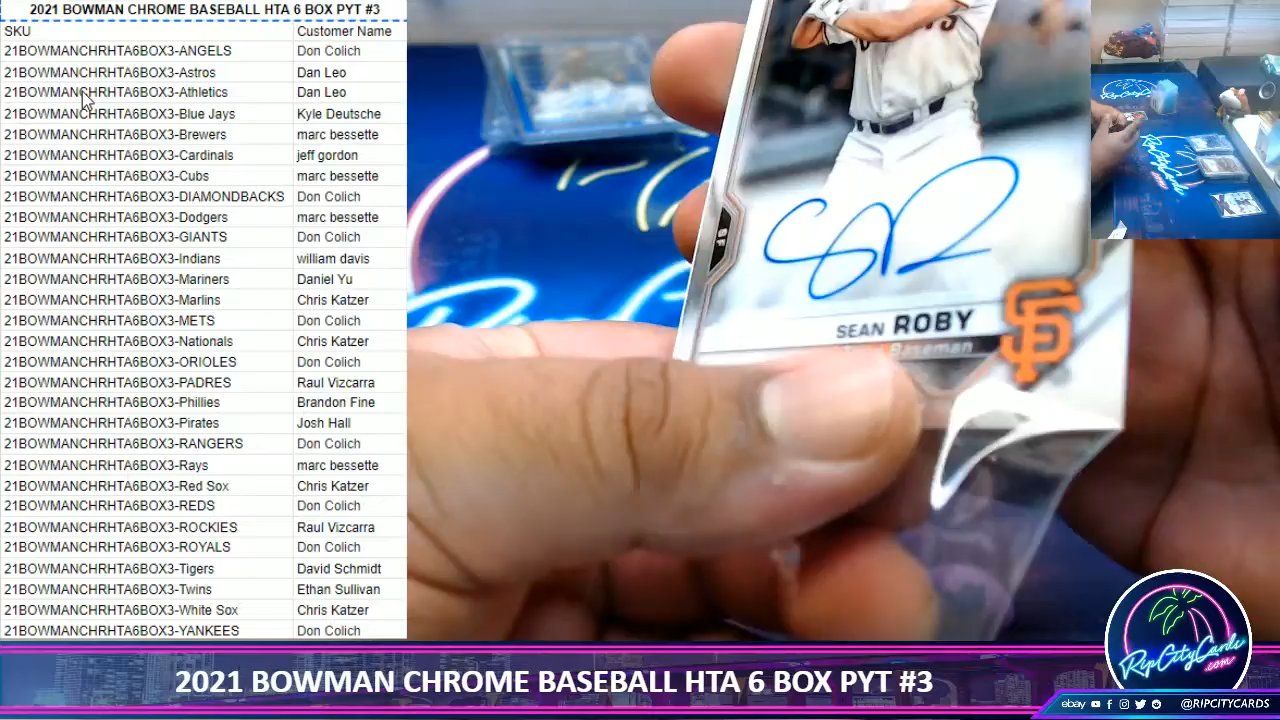 2021 BOWMAN CHROME BASEBALL HTA 6 BOX PYT #3
SKU Customer Name
21BOWMANCHRHTA6BOX3-ANGELS Don Colich
21BOWMANCHRHTA6BOX3-Astros Dan Leo
21BOWMANCHRHTA6BOX3-Athletics Dan Leo
21BOWMANCHRHTA6BOX3-Blue Jays Kyle Deutsche
21BOWMANCHRHTA6BOX3-Brewers marc bessette
21BOWMANCHRHTA6BOX3-Cardinals jeff gordon
21BOWMANCHRHTA6BOX3-Cubs marc bessette
21BOWMANCHRHTA6BOX3-DIAMONDBACKS Don Colich
21BOWMANCHRHTA6BOX3-Dodgers marc bessette
21BOWMANCHRHTA6BOX3-GIANTS Don Colich
21BOWMANCHRHTA6BOX3-Indians william davis
21BOWMANCHRHTA6BOX3-Mariners Daniel Yu
21BOWMANCHRHTA6BOX3-Marlins Chris Katzer
21BOWMANCHRHTA6BOX3-METS Don Colich
21BOWMANCHRHTA6BOX3-Nationals Chris Katzer
21BOWMANCHRHTA6BOX3-ORIOLES Don Colich
21BOWMANCHRHTA6BOX3-PADRES Raul Vizcarra
21BOWMANCHRHTA6BOX3-Phillies Brandon Fine
21BOWMANCHRHTA6BOX3-Pirates Josh Hall
21BOWMANCHRHTA6BOX3-RANGERS Don Colich
21BOWMANCHRHTA6BOX3-Rays marc bessette
21BOWMANCHRHTA6BOX3-Red Sox Chris Katzer
21BOWMANCHRHTA6BOX3-REDS Don Colich
21BOWMANCHRHTA6BOX3-ROCKIES Raul Vizcarra
21BOWMANCHRHTA6BOX3-ROYALS Don Colich
21BOWMANCHRHTA6BOX3-Tigers David Schmidt
21BOWMANCHRHTA6BOX3-Twins Ethan Sullivan
21BOWMANCHRHTA6BOX3-White Sox Chris Katzer
21BOWMANCHRHTA6BOX3-YANKEES Don Colich
SF
SEAN ROBY
Baseman
SF
RipCityCards
.com
2021 BOWMAN CHROME BASEBALL HTA 6 BOX PYT #3
ebay @RIPCITYCARDS